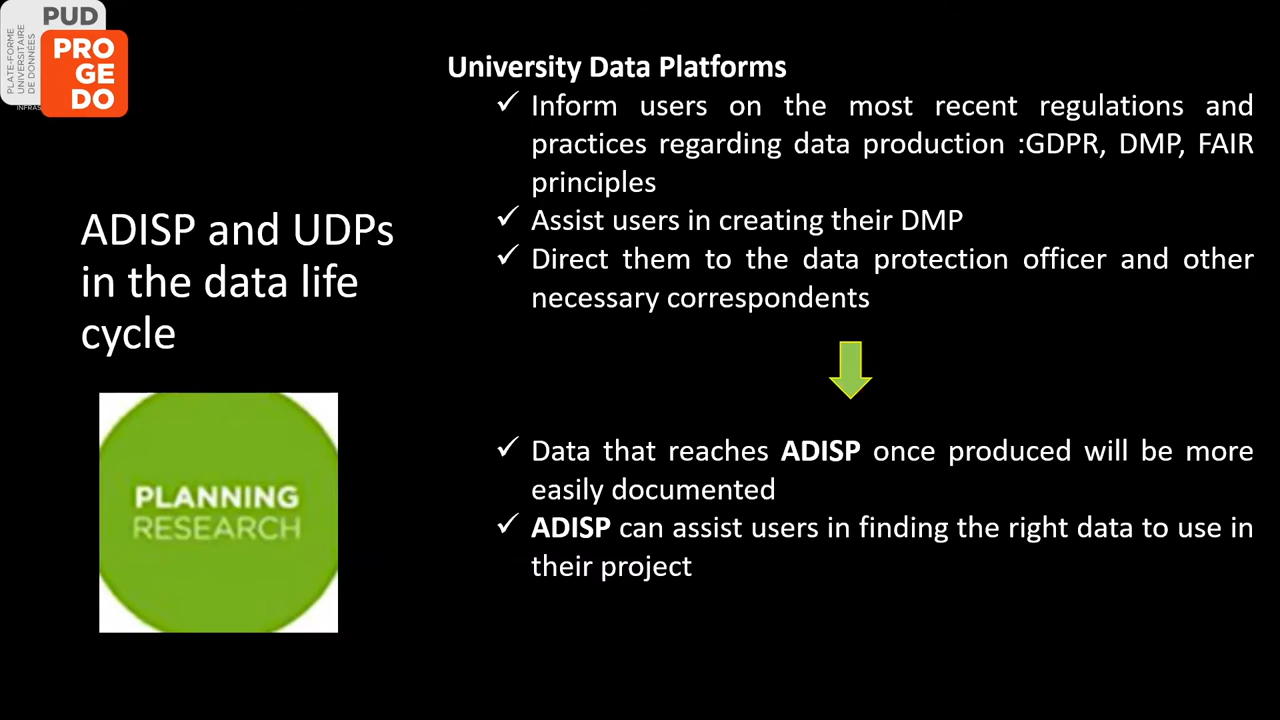 PUD
PLATE-FORME
UNIVERSITAIRE
DE DONNÉES
PRO
GE
DO
INFRAS
University Data Platforms
✓ Inform users on the most recent regulations and
practices regarding data production :GDPR, DMP, FAIR
principles
✓ Assist users in creating their DMP
✓ Direct them to the data protection officer and other
necessary correspondents
ADISP and UDPs
in the data life
cycle
✓ Data that reaches ADISP once produced will be more
easily documented
✓ ADISP can assist users in finding the right data to use in
their project
PLANNING
RESEARCH